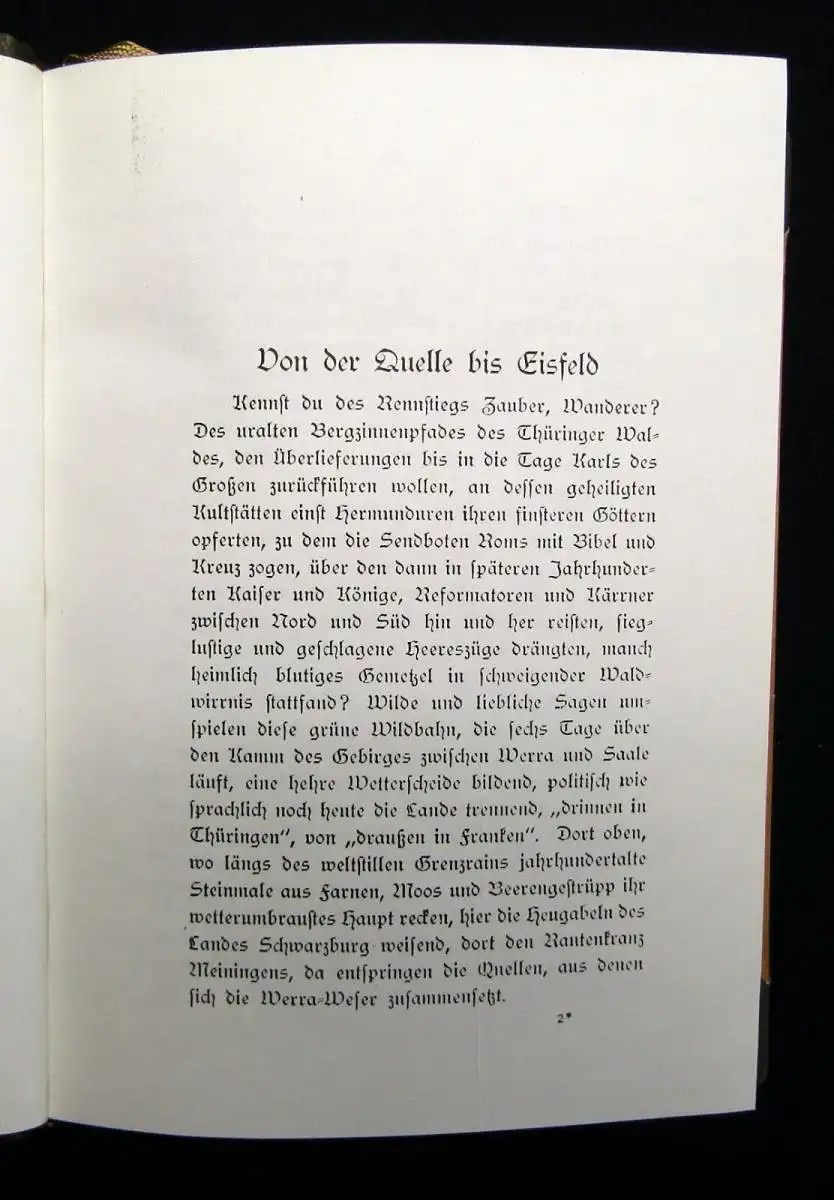 Von der Quelle bis Eisfeld
Kennst du des Rennstiegs Zauber, Wanderer?
Des uralten Bergzinnenpfades des Thüringer Wal-
des, den Überlieferungen bis in die Tage Karls des
Großen zurückführen wollen, an dessen geheiligten
Kultstätten einst Hermunduren ihren finsteren Göttern
opferten, zu dem die Sendboten Roms mit Bibel und
Kreuz zogen, über den dann in späteren Jahrhunder-
ten Kaiser und Könige, Reformatoren und Kärrner
zwischen Nord und Süd hin und her reisten, sieg-
lustige und geschlagene Heereszüge drängten, manch
heimlich blutiges Gemetzel in schweigender Wald-
wirrnis stattfand? Wilde und liebliche Sagen um-
spielen diese grüne Wildbahn, die sechs Tage über
den Kamm des Gebirges zwischen Werra und Saale
läuft, eine hehre Wetterscheide bildend, politisch wie
sprachlich noch heute die Lande trennend, „drinnen in
Thüringen", von „draußen in Franken". Dort oben,
wo längs des weltstillen Grenzrains jahrhundertalte
Steinmale aus Farnen, Moos und Beerengestrüpp ihr
wetterumbraustes Haupt recken, hier die Heugabeln des
Landes Schwarzburg weisend, dort den Rautenkranz
Meiningens, da entspringen die Quellen, aus denen
sich die Werra-Weser zusammensetzt.
2*